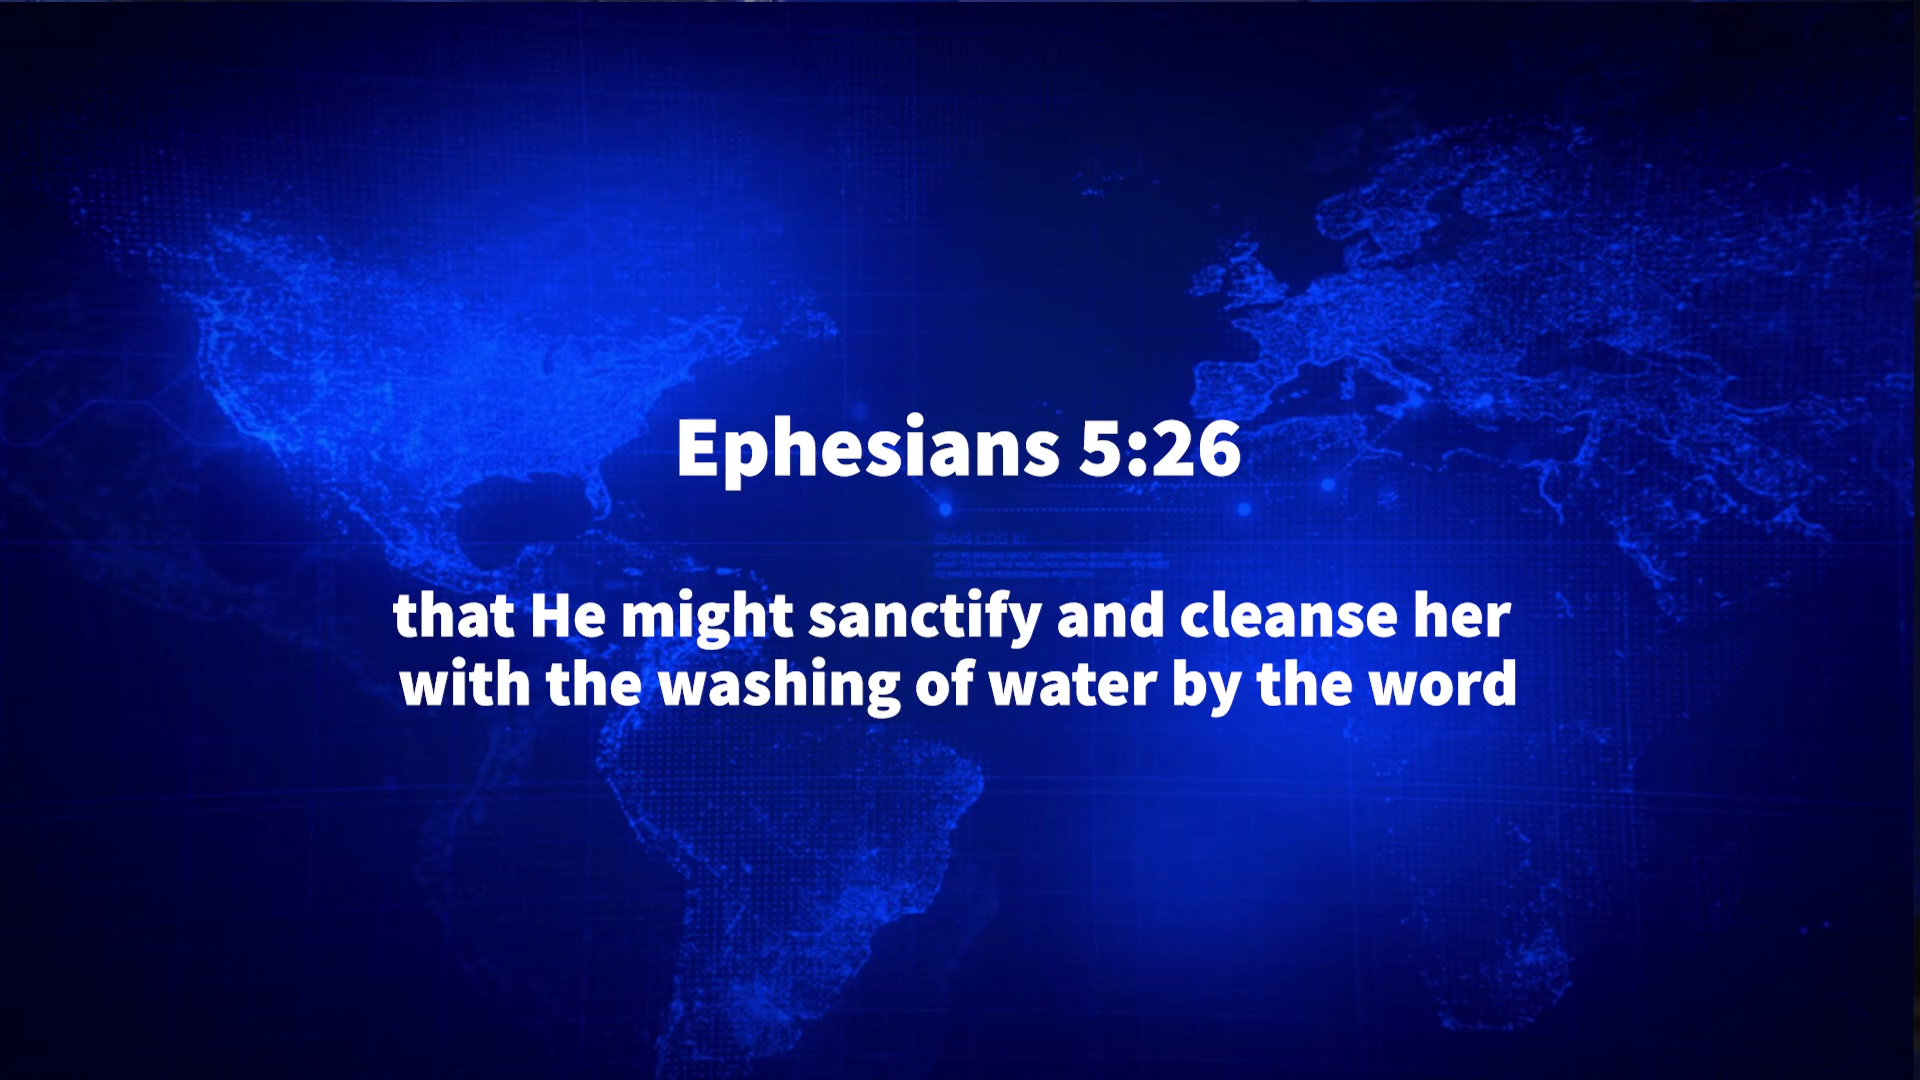 Ephesians 5:26
that He might sanctify and cleanse her
with the washing of water by the word